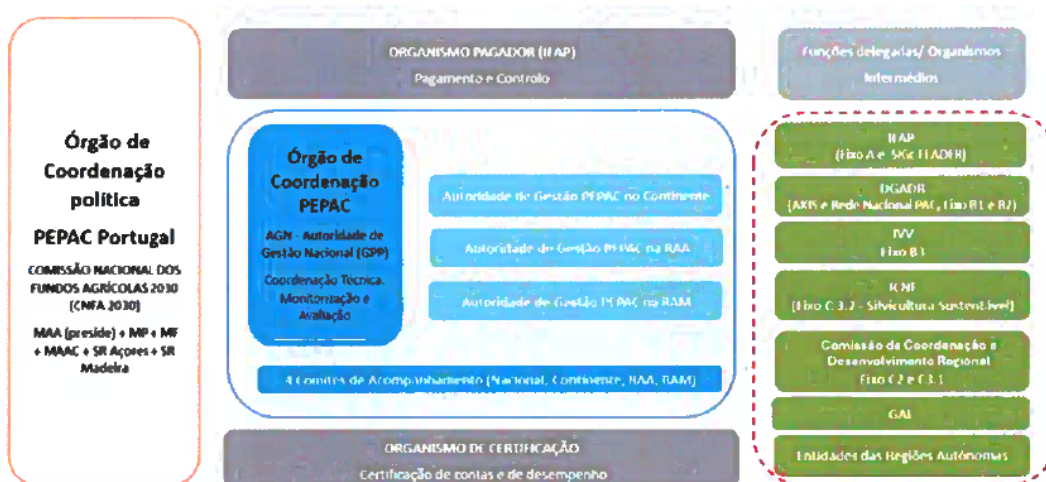 Órgão de
Coordenação
política
PEPAC Portugal
COMISSÃO NACIONAL DOS
FUNDOS AGRÍCOLAS 2030
(CNFA 2030)
MAA (preside) + MP + MF
+ MAAC + SR Açores + SR
Madeira
ORGANISMO PAGADOR (IFAP)
Pagamento e Controlo
Órgão de
Coordenação
PEPAC
AGN - Autoridade de
Gestão Nacional (GPP)
Coordenação Técnica,
Monitorização e
Avaliação
Autoridade de Gestão PEPAC no Continente
Autoridade de Gestão PEPAC na RAA
Autoridade de Gestão PEPAC na RAM
4 Comités de Acompanhamento (Nacional, Continente, RAA, RAM)
ORGANISMO DE CERTIFICAÇÃO
Certificação de contas e de desempenho
Funções delegadas/ Organismos
Intermédios
IFAP
(Eixo A e SIGC FEADER)
DGADR
(AKIS e Rede Nacional PAC, Eixo B1 e B2)
IVV
Eixo B3
ICNF
(Eixo C.3.2 - Silvicultura Sustentável)
Comissão de Coordenação e
Desenvolvimento Regional
Eixo C2 e C3.1
GAL
Entidades das Regiões Autónomas